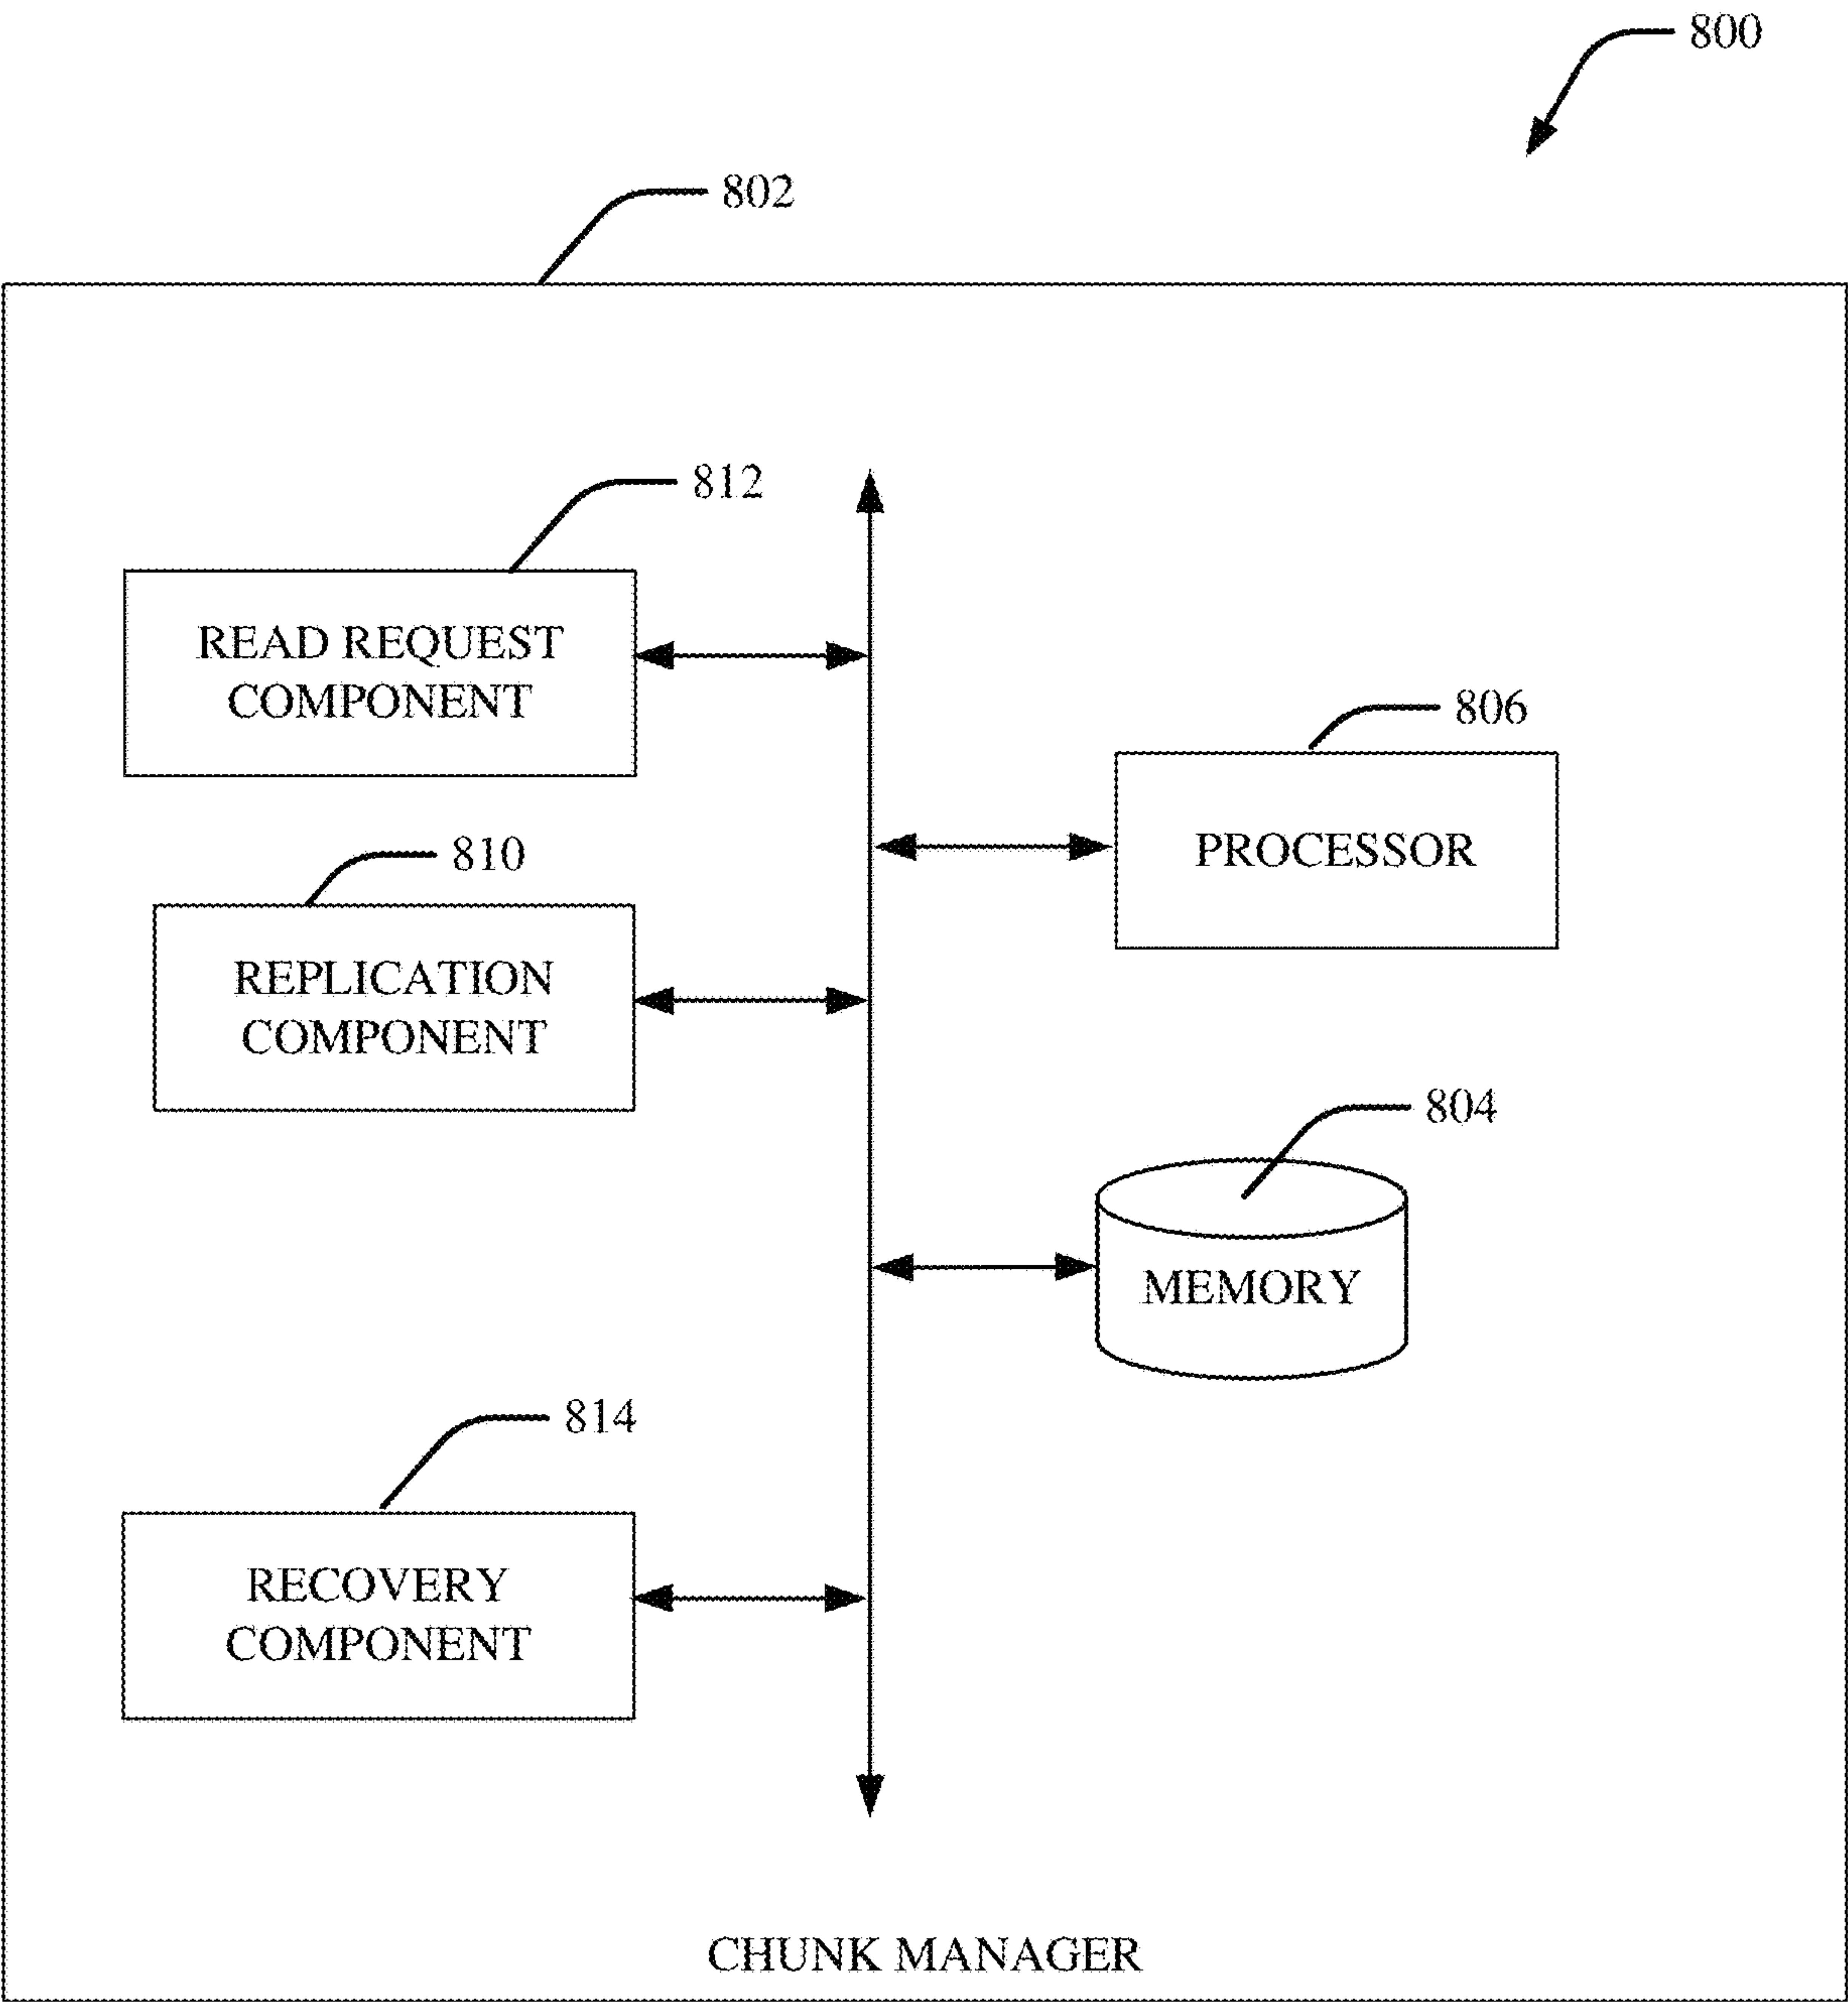 800
802
812
READ REQUEST
COMPONENT
806
PROCESSOR
810
REPLICATION
COMPONENT
804
MEMORY
814
RECOVERY
COMPONENT
CHUNK MANAGER